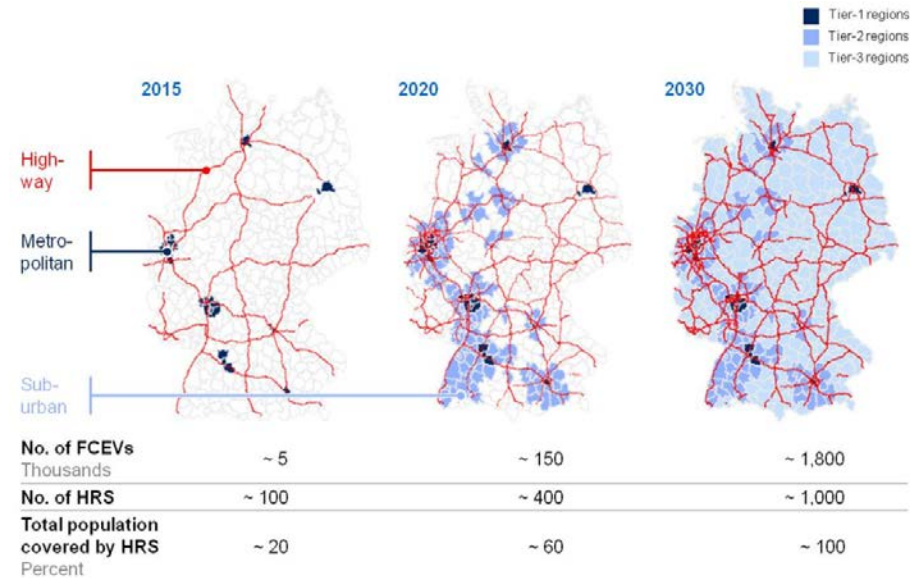 Tier-1 regions
Tier-2 regions
Tier-3 regions
2015
2020
2030
High-
way
Metro-
politan
Sub-
urban
No. of FCEVs
Thousands
~ 5
~ 150
~ 1,800
No. of HRS
~ 100
~ 400
~ 1,000
Total population
covered by HRS
Percent
~ 20
~ 60
~ 100